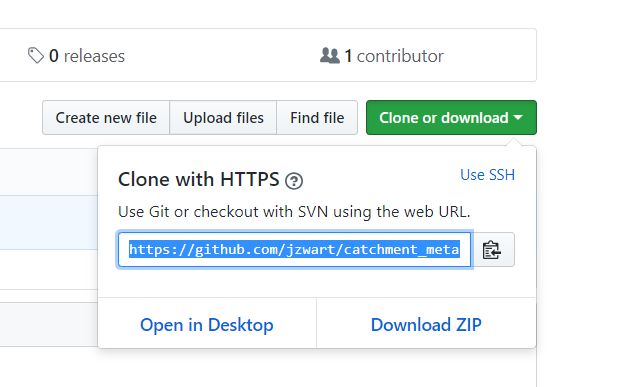 0 releases 1 contributor
Create new file Upload files Find file Clone or download
Clone with HTTPS ? Use SSH
Use Git or checkout with SVN using the web URL.
https://github.com/jzwart/catchment_meta
Open in Desktop Download ZIP